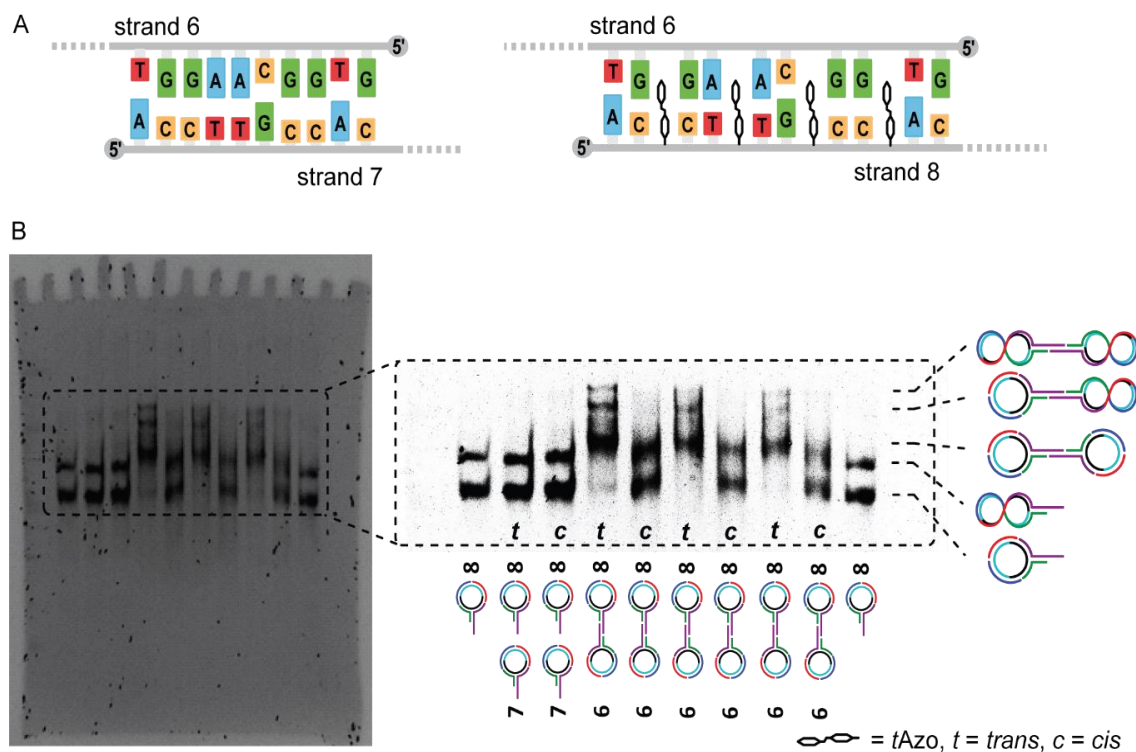 A
strand 6
5'
T G G A A C G G T G
A C C T T G C C A C
5'
strand 7
strand 6
5'
T G G A A C G G T G
A C C T T G C C A C
5'
strand 8
B
t c t c t c t c
8 8 8 8 8 8 8 8 8 8
7 7 6 6 6 6 6 6
= tAzo, t = trans, c = cis